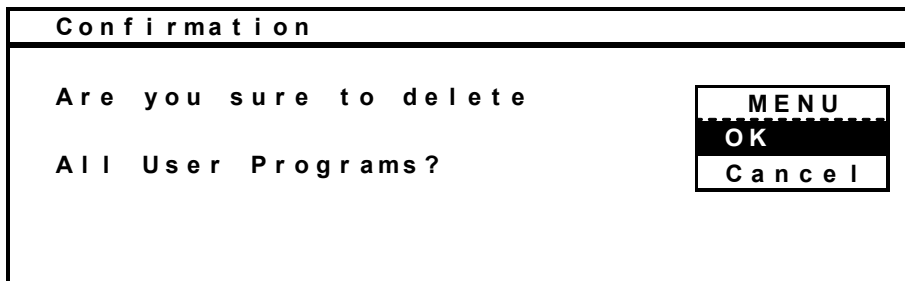 Confirmation
Are you sure to delete
All User Programs?
MENU
OK
Cancel